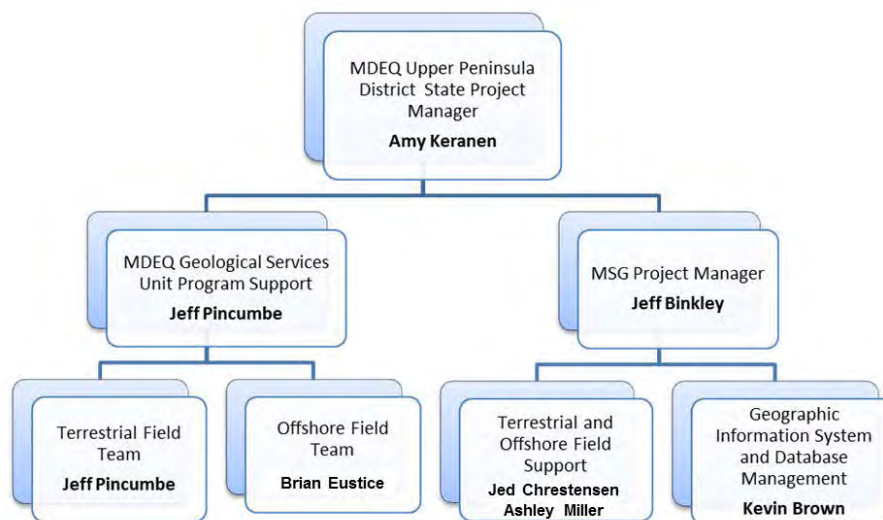 MDEQ Upper Peninsula
District State Project
Manager
Amy Keranen
MDEQ Geological Services
Unit Program Support
Jeff Pincumbe
MSG Project Manager
Jeff Binkley
Terrestrial Field
Team
Jeff Pincumbe
Offshore Field
Team
Brian Eustice
Terrestrial and
Offshore Field
Support
Jed Chrestensen
Ashley Miller
Geographic
Information System
and Database
Management
Kevin Brown